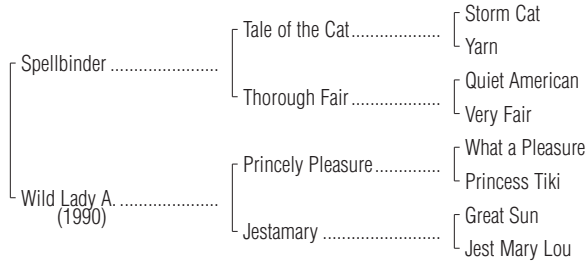 Storm Cat
Tale of the Cat....................
Yarn
Spellbinder ........................
Quiet American
Thorough Fair....................
Very Fair
What a Pleasure
Princely Pleasure...............
Princess Tiki
Wild Lady A. .....................
(1990)
Great Sun
Jestamary ..........................
Jest Mary Lou